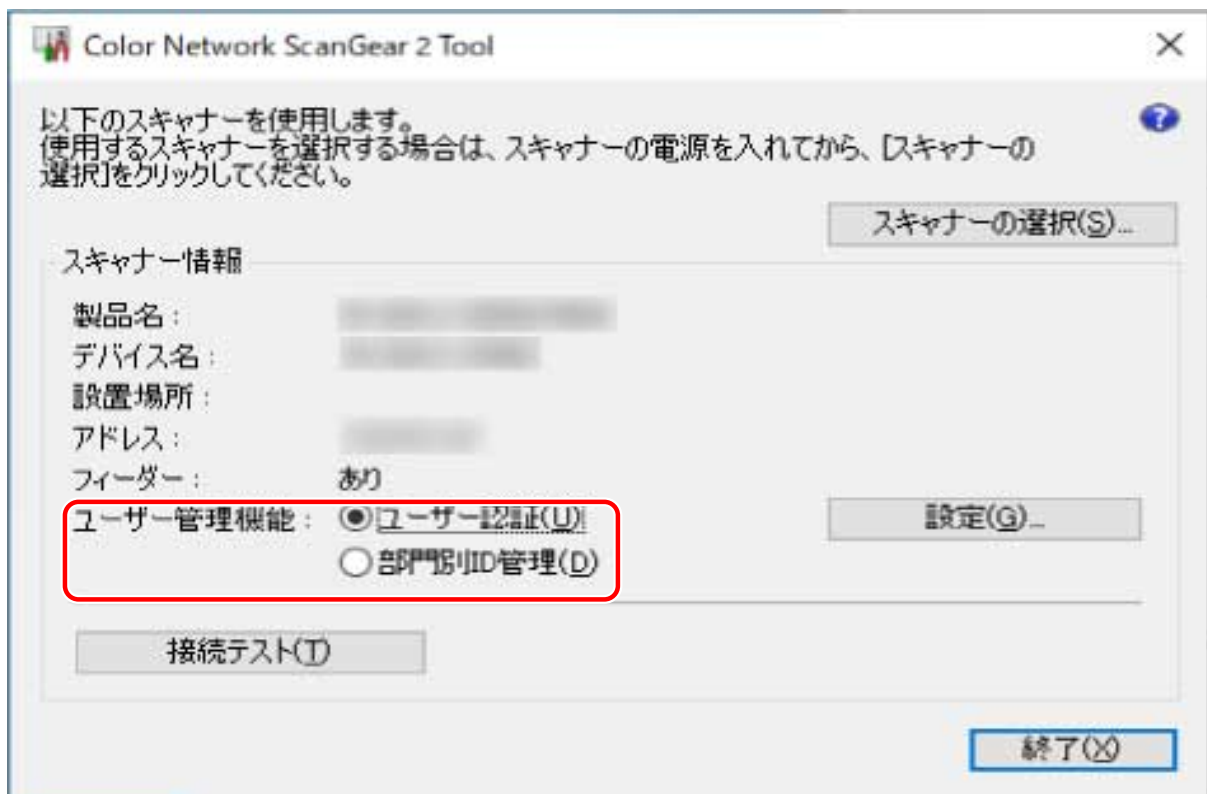 Color Network ScanGear 2 Tool
以下のスキャナーを使用します。
使用するスキャナーを選択する場合は、スキャナーの電源を入れてから、[スキャナーの
選択]をクリックしてください。
スキャナーの選択(S)...
スキャナー情報
製品名:
デバイス名:
設置場所:
アドレス:
フィーダー: あり
ユーザー管理機能: ユーザー認証(U) 設定(G)...
部門別ID管理(D)
接続テスト(T)
終了(X)